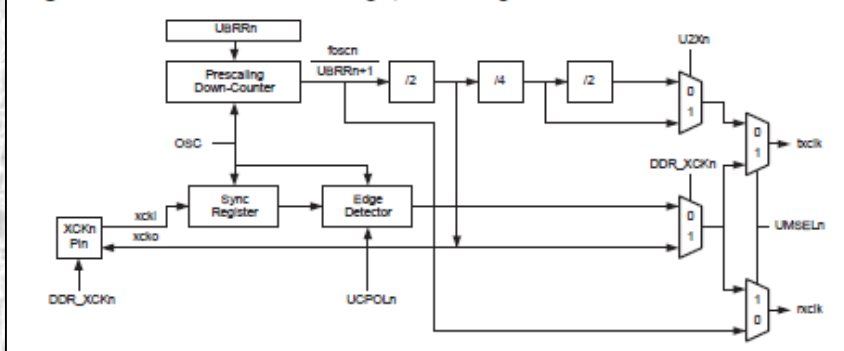 UBRRn
foscn
UBRRn+1
U2Xn
Prescaling
Down-Counter
/2
/4
/2
0
1
OSC
0
1
txclk
DDR_XCKn
Sync
Register
Edge
Detector
0
1
UMSELn
XCKn
Pin
xcki
xcko
DDR_XCKn
UCPOLn
1
0
rxclk